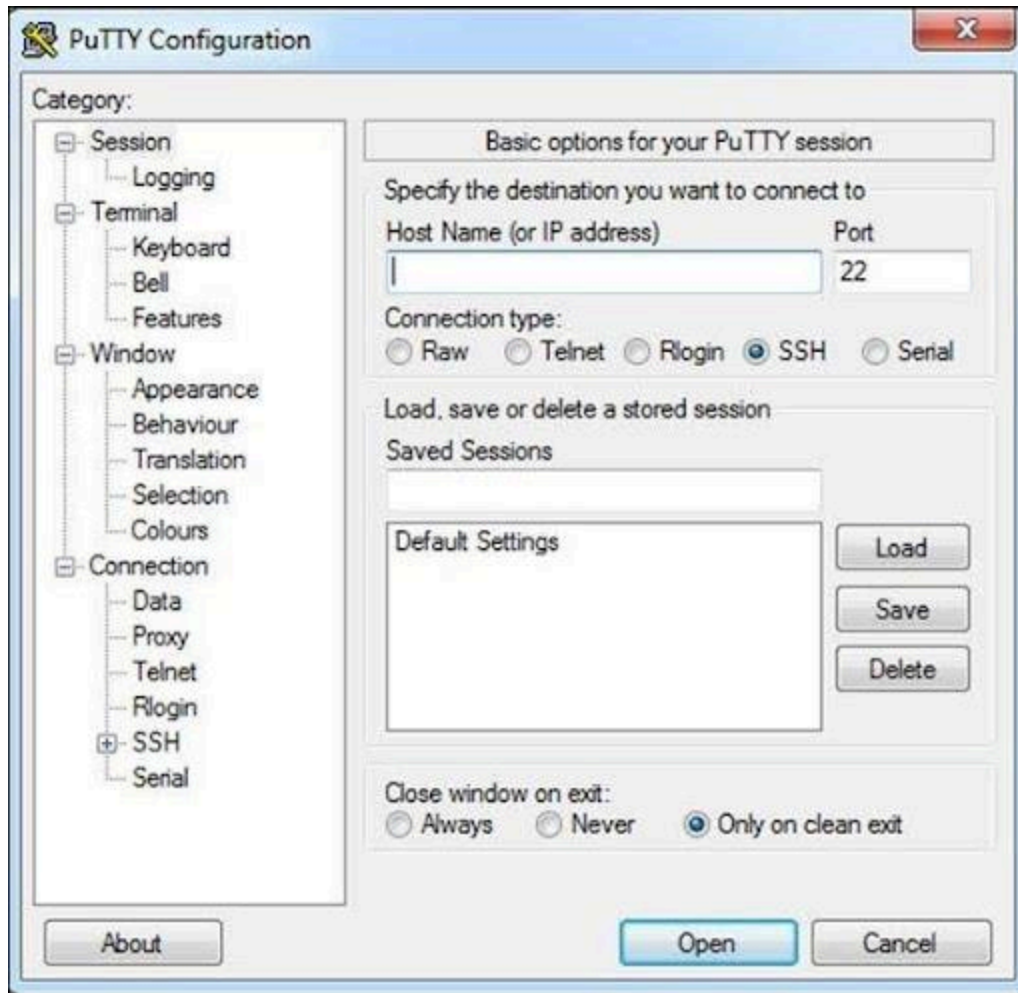 PuTTY Configuration
X
Category:
Session
Logging
Terminal
Keyboard
Bell
Features
Window
Appearance
Behaviour
Translation
Selection
Colours
Connection
Data
Proxy
Telnet
Rlogin
SSH
Serial
Basic options for your PuTTY session
Specify the destination you want to connect to
Host Name (or IP address) Port
22
Connection type:
Raw Telnet Rlogin SSH Serial
Load, save or delete a stored session
Saved Sessions
Default Settings
Load
Save
Delete
Close window on exit:
Always Never Only on clean exit
About Open Cancel